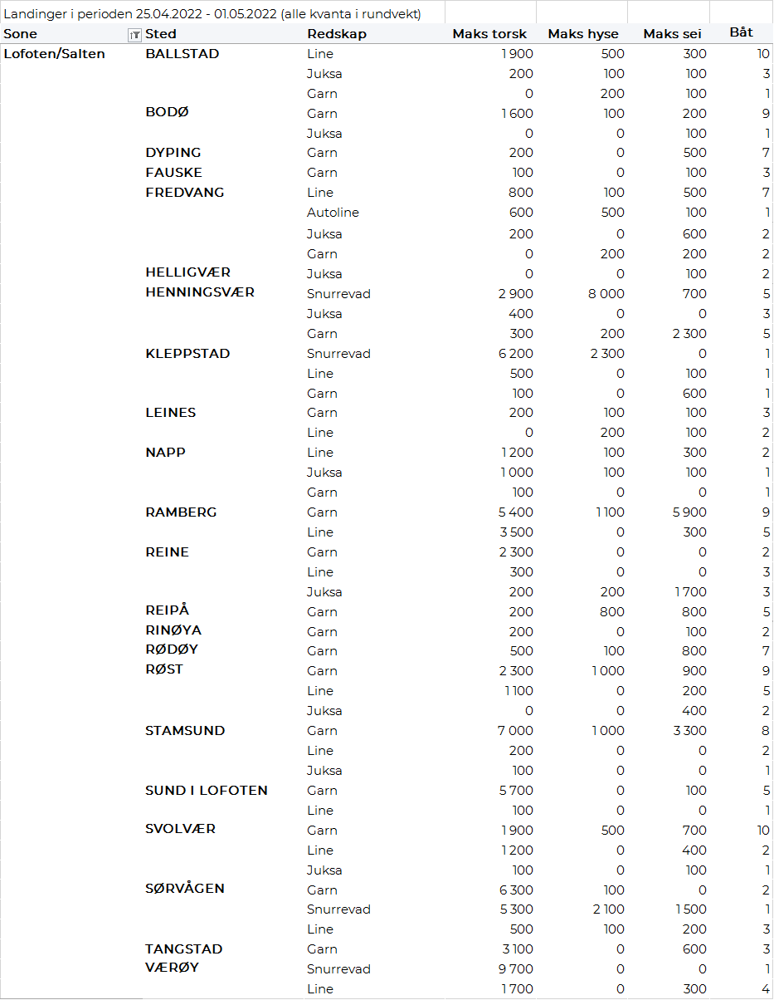 Landinger i perioden 25.04.2022 - 01.05.2022 (alle kvanta i rundvekt)
Sone Sted Redskap Maks torsk Maks hyse Maks sei Båt
Lofoten/Salten BALLSTAD Line 1 900 500 300 10
Juksa 200 100 100 3
Garn 0 200 100 1
BODØ Garn 1 600 100 200 9
Juksa 0 0 100 1
DYPING Garn 200 0 500 7
FAUSKE Garn 100 0 100 3
FREDVANG Line 800 100 500 7
Autoline 600 500 100 1
Juksa 200 0 600 2
Garn 0 200 200 2
HELLIGVÆR Juksa 0 0 100 2
HENNINGSVÆR Snurrevad 2 900 8 000 700 5
Juksa 400 0 0 3
Garn 300 200 2 300 5
KLEPPSTAD Snurrevad 6 200 2 300 0 1
Line 500 0 100 1
Garn 100 0 600 1
LEINES Garn 200 100 100 3
Line 0 200 100 2
NAPP Line 1 200 100 300 2
Juksa 1 000 100 100 1
Garn 100 0 0 1
RAMBERG Garn 5 400 1 100 5 900 9
Line 3 500 0 300 5
REINE Garn 2 300 0 0 2
Line 300 0 0 3
Juksa 200 200 1 700 3
REIPÅ Garn 200 800 800 5
RINØYA Garn 200 0 100 2
RØDØY Garn 500 100 800 7
RØST Garn 2 300 1 000 900 9
Line 1 100 0 200 5
Juksa 0 0 400 2
STAMSUND Garn 7 000 1 000 3 300 8
Line 200 0 0 2
Juksa 100 0 0 1
SUND I LOFOTEN Garn 5 700 0 100 5
Line 100 0 0 1
SVOLVÆR Garn 1 900 500 700 10
Line 1 200 0 400 2
Juksa 100 0 100 1
SØRVÅGEN Garn 6 300 100 0 2
Snurrevad 5 300 2 100 1 500 1
Line 500 100 200 3
TANGSTAD Garn 3 100 0 600 3
VÆRØY Snurrevad 9 700 0 0 1
Line 1 700 0 300 4